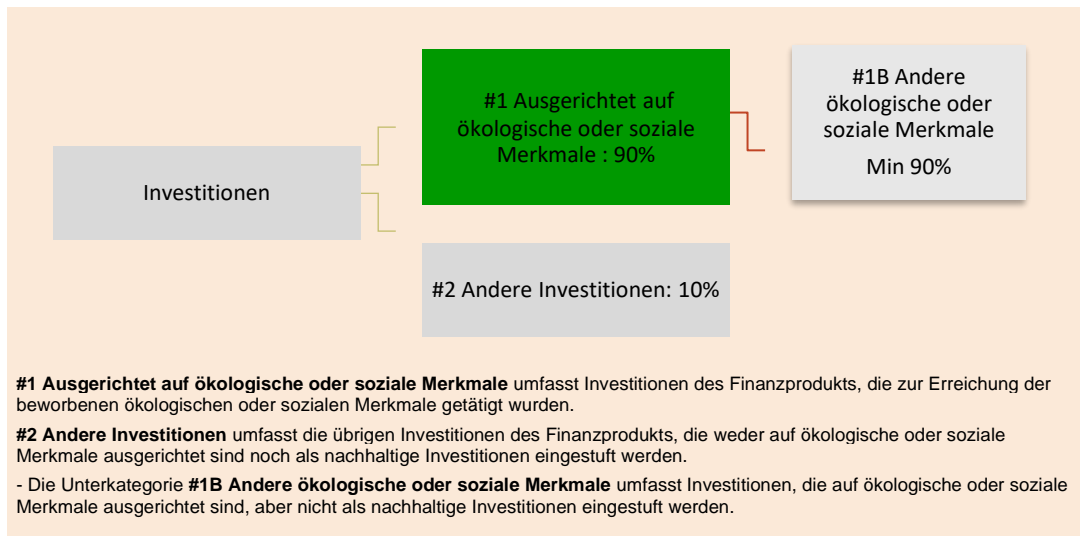 #1 Ausgerichtet auf
ökologische oder soziale
Merkmale : 90%
#1B Andere
ökologische oder
soziale Merkmale
Min 90%
Investitionen
#2 Andere Investitionen: 10%
#1 Ausgerichtet auf ökologische oder soziale Merkmale umfasst Investitionen des Finanzprodukts, die zur Erreichung der
beworbenen ökologischen oder sozialen Merkmale getätigt wurden.
#2 Andere Investitionen umfasst die übrigen Investitionen des Finanzprodukts, die weder auf ökologische oder soziale
Merkmale ausgerichtet sind noch als nachhaltige Investitionen eingestuft werden.
- Die Unterkategorie #1B Andere ökologische oder soziale Merkmale umfasst Investitionen, die auf ökologische oder soziale
Merkmale ausgerichtet sind, aber nicht als nachhaltige Investitionen eingestuft werden.